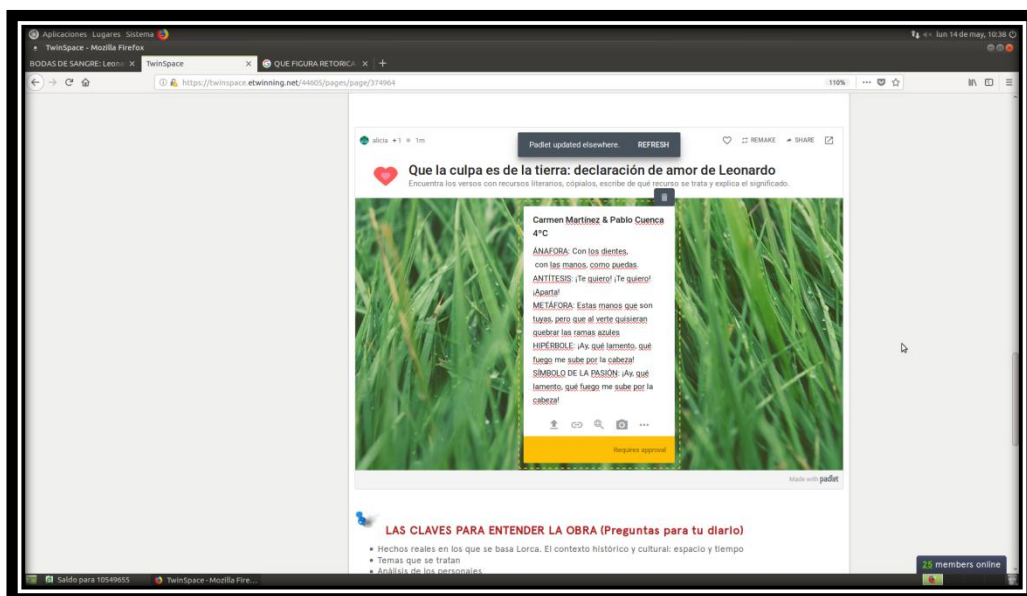 Aplicaciones Lugares Sistema
lun 14 de may, 10:38
TwinSpace - Mozilla Firefox
BODAS DE SANGRE: Leona
TwinSpace
QUE FIGURA RETORICA
https://twinspace.etwinning.net/44605/pages/page/374964
110%
alicia +1 1m
Padlet updated elsewhere. REFRESH
REMAKE
SHARE
Que la culpa es de la tierra: declaración de amor de Leonardo
Encuentra los versos con recursos literarios, cópialos, escribe de qué recurso se trata y explica el significado.
Carmen Martínez & Pablo Cuenca
4ºC
ÁNAFORA: Con los dientes,
con las manos, como puedas.
ANTÍTESIS: ¡Te quiero! ¡Te quiero!
¡Aparta!
METÁFORA: Estas manos que son
tuyas, pero que al verte quisieran
quebrar las ramas azules
HIPÉRBOLE: ¡Ay, qué lamento, qué
fuego me sube por la cabeza!
SÍMBOLO DE LA PASIÓN: ¡Ay, qué
lamento, qué fuego me sube por la
cabeza!
Requires approval
Made with padlet
LAS CLAVES PARA ENTENDER LA OBRA (Preguntas para tu diario)
Hechos reales en los que se basa Lorca. El contexto histórico y cultural: espacio y tiempo
Temas que se tratan
Análisis de los personajes
25 members online
Saldo para 10549655
TwinSpace - Mozilla Fire...